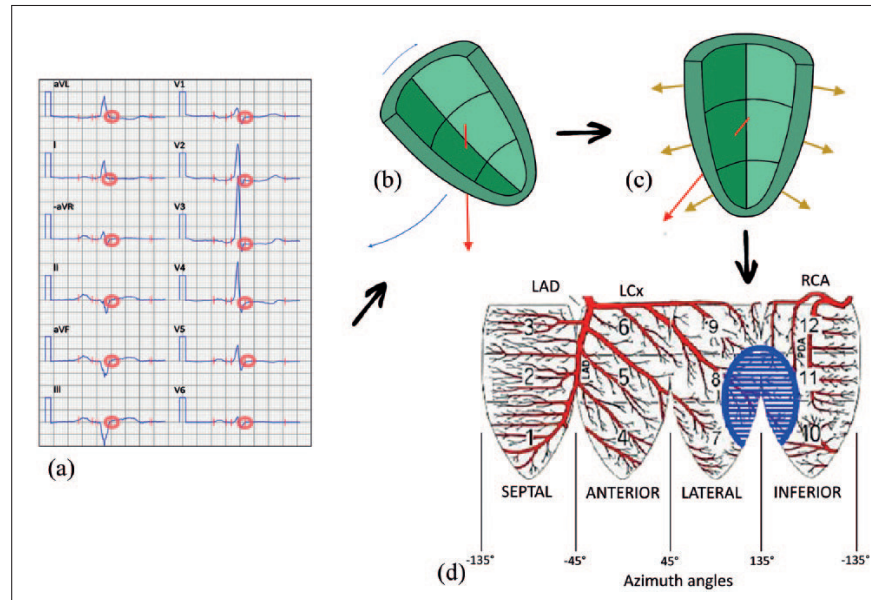 aVL
V1
I
V2
-aVR
V3
II
V4
aVF
V5
III
V6
(a)
(b)
(c)
LAD
LCx
RCA
3
6
9
12
LAD
PDA
2
5
8
11
1
4
7
10
SEPTAL
ANTERIOR
LATERAL
INFERIOR
(d)
-135°
-45°
45°
135°
-135°
Azimuth angles